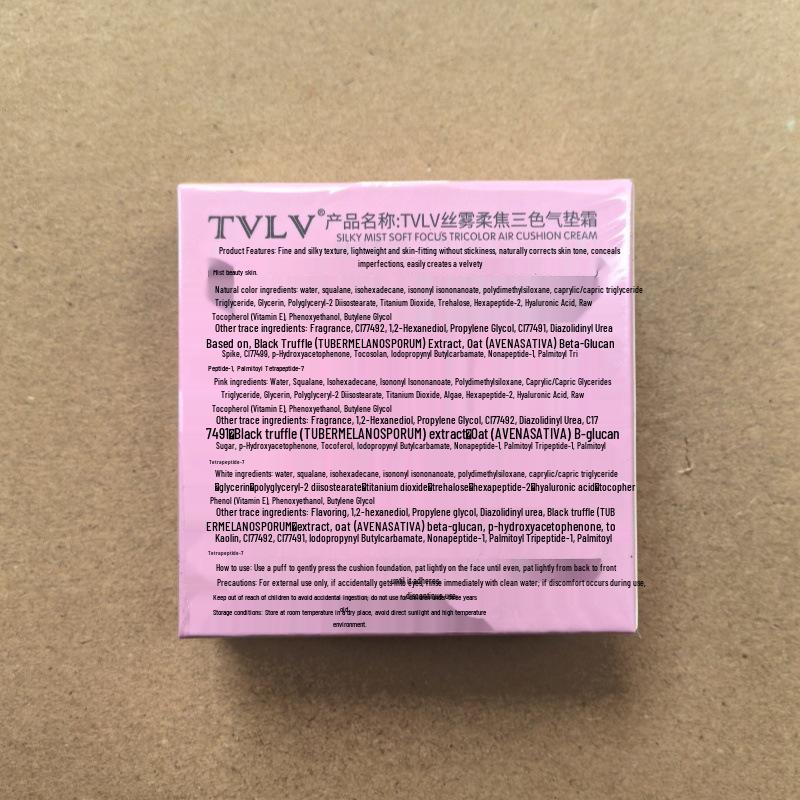 TVLV® 产品名称:TVLV丝雾柔焦三色气垫霜
SILKY MIST SOFT FOCUS TRICOLOR AIR CUSHION CREAM
Product Features: Fine and silky texture, lightweight and skin-fitting without stickiness, naturally corrects skin tone, conceals
imperfections, easily creates a velvety
Mist beauty skin.
Natural color ingredients: water, squalane, isohexadecane, isononyl isononanoate, polydimethylsiloxane, caprylic/capric triglyceride
Triglyceride, Glycerin, Polyglyceryl-2 Diisostearate, Titanium Dioxide, Trehalose, Hexapeptide-2, Hyaluronic Acid, Raw
Tocopherol (Vitamin E), Phenoxyethanol, Butylene Glycol
Other trace ingredients: Fragrance, CI77492, 1,2-Hexanediol, Propylene Glycol, CI77491, Diazolidinyl Urea
Based on, Black Truffle (TUBERMELANOSPORUM) Extract, Oat (AVENASATIVA) Beta-Glucan
Spike, CI77499, p-Hydroxyacetophenone, Tocosolan, Iodopropynyl Butylcarbamate, Nonapeptide-1, Palmitoyl Tri
Peptide-1, Palmitoyl Tetrapeptide-7
Pink ingredients: Water, Squalane, Isohexadecane, Isononyl Isononanoate, Polydimethylsiloxane, Caprylic/Capric Glycerides
Triglyceride, Glycerin, Polyglyceryl-2 Diisostearate, Titanium Dioxide, Algae, Hexapeptide-2, Hyaluronic Acid, Raw
Tocopherol (Vitamin E), Phenoxyethanol, Butylene Glycol
Other trace ingredients: Fragrance, 1,2-Hexanediol, Propylene Glycol, CI77492, Diazolidinyl Urea, C17
7491 Black truffle (TUBERMELANOSPORUM) extract Oat (AVENASATIVA) B-glucan
Sugar, p-Hydroxyacetophenone, Tocoferol, Iodopropynyl Butylcarbamate, Nonapeptide-1, Palmitoyl Tripeptide-1, Palmitoyl
Tetrapeptide-7
White ingredients: water, squalane, isohexadecane, isononyl isononanoate, polydimethylsiloxane, caprylic/capric triglyceride
glycerin polyglyceryl-2 diisostearate titanium dioxide trehalose hexapeptide-2 hyaluronic acid tocopher
Phenol (Vitamin E), Phenoxyethanol, Butylene Glycol
Other trace ingredients: Flavoring, 1,2-hexanediol, Propylene glycol, Diazolidinyl urea, Black truffle (TUB
ERMELANOSPORUM extract, oat (AVENASATIVA) beta-glucan, p-hydroxyacetophenone, to
Kaolin, CI77492, CI77491, Iodopropynyl Butylcarbamate, Nonapeptide-1, Palmitoyl Tripeptide-1, Palmitoyl
Tetrapeptide-7
How to use: Use a puff to gently press the cushion foundation, pat lightly on the face until even, pat lightly from back to front
until it adheres.
Precautions: For external use only, if accidentally gets into eyes, rinse immediately with clean water; if discomfort occurs during use,
discontinue use.
Keep out of reach of children to avoid accidental ingestion; do not use for children under three years
old.
Storage conditions: Store at room temperature in a dry place, avoid direct sunlight and high temperature
environment.